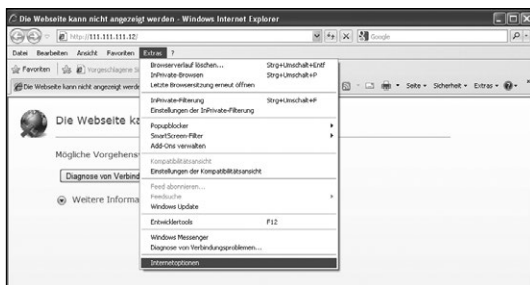 Die Webseite kann nicht angezeigt werden - Windows Internet Explorer
http://111.111.111.12/
Google
Datei Bearbeiten Ansicht Favoriten Extras ?
Favoriten Vorgeschlagene
Die Webseite kann nicht angezeigt werde
Seite Sicherheit Extras
Browserverlauf löschen... Strg+Umschalt+Entf
InPrivate-Browsen Strg+Umschalt+P
Letzte Browsersitzung erneut öffnen
InPrivate-Filterung Strg+Umschalt+F
Einstellungen der InPrivate-Filterung
Popupblocker
SmartScreen-Filter
Add-Ons verwalten
Kompatibilitätsansicht
Einstellungen der Kompatibilitätsansicht
Feed abonnieren...
Feedsuche
Windows Update
Entwicklertools F12
Windows Messenger
Diagnose von Verbindungsproblemen...
Internetoptionen
Die Webseite ka
Mögliche Vorgehens
Diagnose von Verbind
Weitere Informa